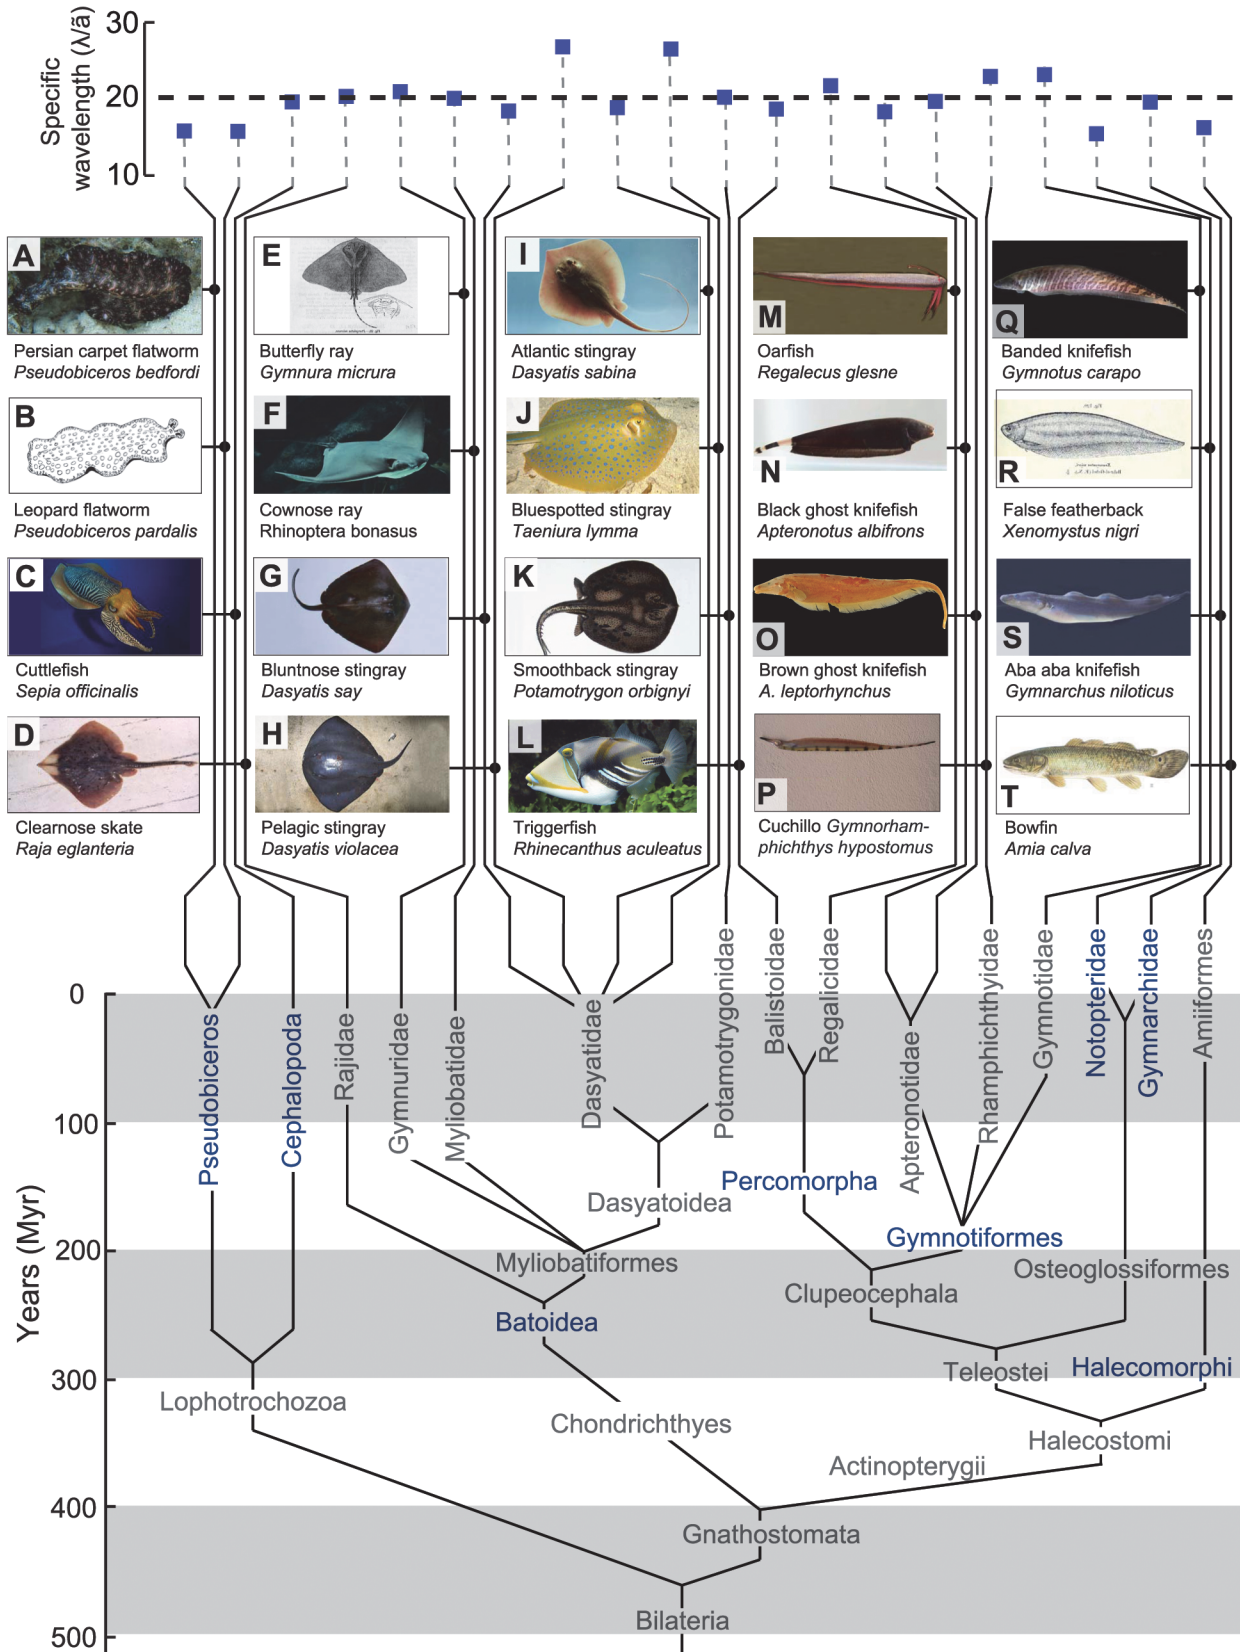 30
20
10
Specific
wavelength (λ/ã)
A
Persian carpet flatworm
Pseudobiceros bedfordi
B
Leopard flatworm
Pseudobiceros pardalis
C
Cuttlefish
Sepia officinalis
D
Clearnose skate
Raja eglanteria
E
Butterfly ray
Gymnura micrura
F
Cownose ray
Rhinoptera bonasus
G
Bluntnose stingray
Dasyatis say
H
Pelagic stingray
Dasyatis violacea
I
Atlantic stingray
Dasyatis sabina
J
Bluespotted stingray
Taeniura lymma
K
Smoothback stingray
Potamotrygon orbignyi
L
Triggerfish
Rhinecanthus aculeatus
M
Oarfish
Regalecus glesne
N
Black ghost knifefish
Apteronotus albifrons
O
Brown ghost knifefish
A. leptorhynchus
P
Cuchillo Gymnorham-
phichthys hypostomus
Q
Banded knifefish
Gymnotus carapo
R
False featherback
Xenomystus nigri
S
Aba aba knifefish
Gymnarchus niloticus
T
Bowfin
Amia calva
Years (Myr)
0
100
200
300
400
500
Pseudobiceros
Cephalopoda
Rajidae
Gymnuridae
Myliobatidae
Dasyatidae
Potamotrygonidae
Balistoidae
Regalicidae
Apteronotidae
Rhamphichthyidae
Gymnotidae
Notopteridae
Gymnarchidae
Amiiformes
Percomorpha
Dasyatoidea
Gymnotiformes
Myliobatiformes
Osteoglossiformes
Clupeocephala
Batoidea
Teleostei
Halecomorphi
Lophotrochozoa
Chondrichthyes
Halecostomi
Actinopterygii
Gnathostomata
Bilateria